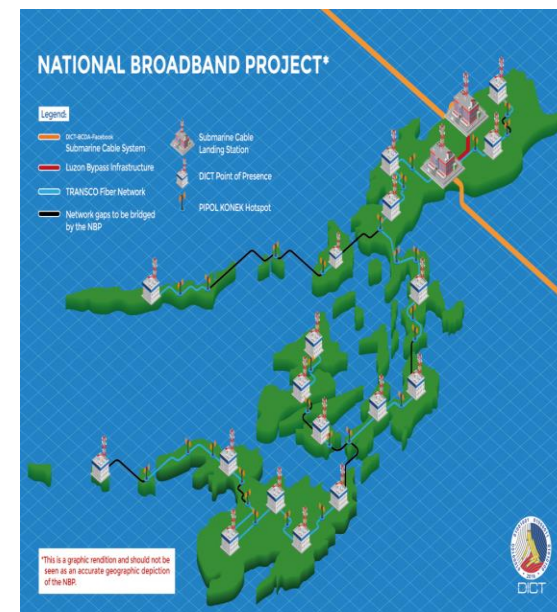 NATIONAL BROADBAND PROJECT*
Legend:
DICT-BCDA-Facebook
Submarine Cable System
Luzon Bypass Infrastructure
TRANSCO Fiber Network
Network gaps to be bridged
by the NBP
Submarine Cable
Landing Station
DICT Point of Presence
PIPOL KONEK Hotspot
*This is a graphic rendition and should not be
seen as an accurate geographic depiction
of the NBP.
DICT